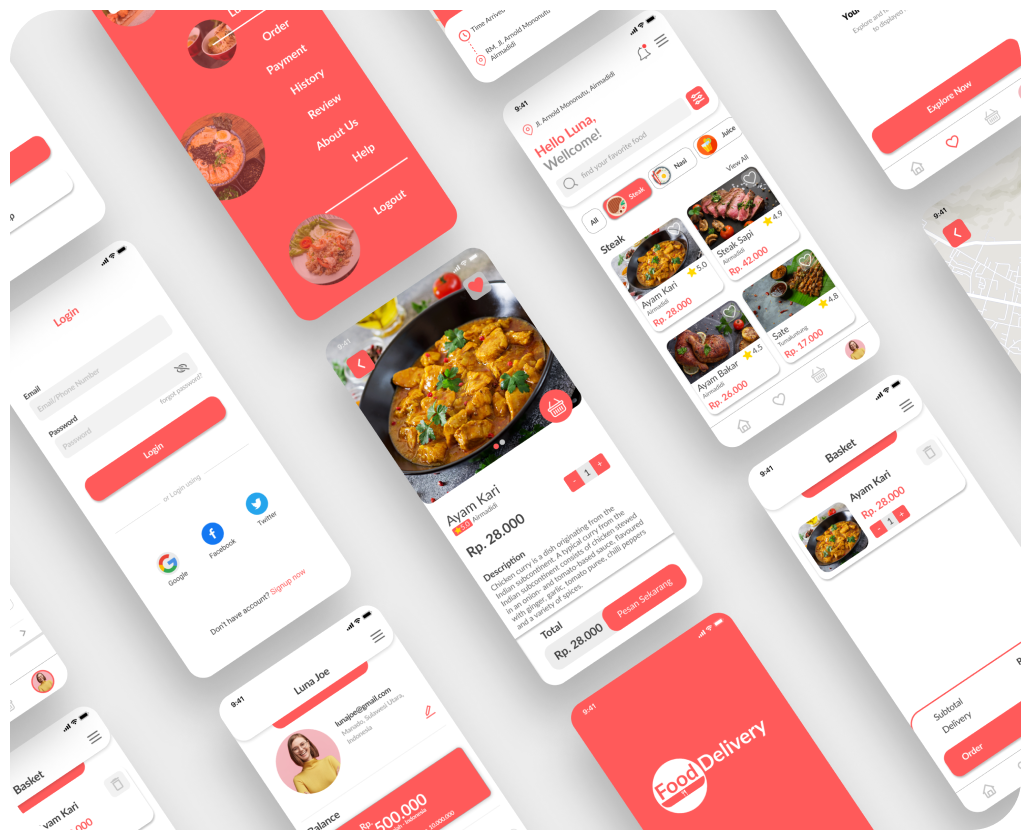 Order
Payment
History
Review
About Us
Help
Logout
Time Arrived
RM. Jl. Arnold Mononutu
Airmadidi
9:41
Jl. Arnold Mononutu, Airmadidi
Hello Luna,
Wellcome!
find your favorite food
All
Steak
Nasi
Juice
Steak
View All
Ayam Kari
5.0
Airmadidi
Rp. 28.000
Steak Sapi
4.9
Airmadidi
Rp. 42.000
Ayam Bakar
4.5
Airmadidi
Rp. 26.000
Sate
4.8
Rp. 17.000
Your
Explore and
to displayed
Explore Now
9:41
Login
Email
Email/Phone Number
Password
Password
forgot password?
Login
or Login using
Google
Facebook
Twitter
Don't have account? Signup now
9:41
Ayam Kari
5.0 Airmadidi
- 1 +
Rp. 28.000
Description
Chicken curry is a dish originating from the
Indian subcontinent. A typical curry from the
Indian subcontinent consists of chicken stewed
in an onion- and tomato-based sauce, flavoured
with ginger, garlic, tomato puree, chilli peppers
and a variety of spices.
Total
Rp. 28.000
Pesan Sekarang
9:41
Basket
Ayam Kari
Rp. 28.000
- 1 +
Subtotal
Delivery
Order
9:41
Luna Joe
lunajoe@gmail.com
Manado, Sulawesi Utara,
Indonesia
Balance
Rp.
500.000
Indonesia
10.000.000
9:41
Food Delivery
Basket
yam Kari
000